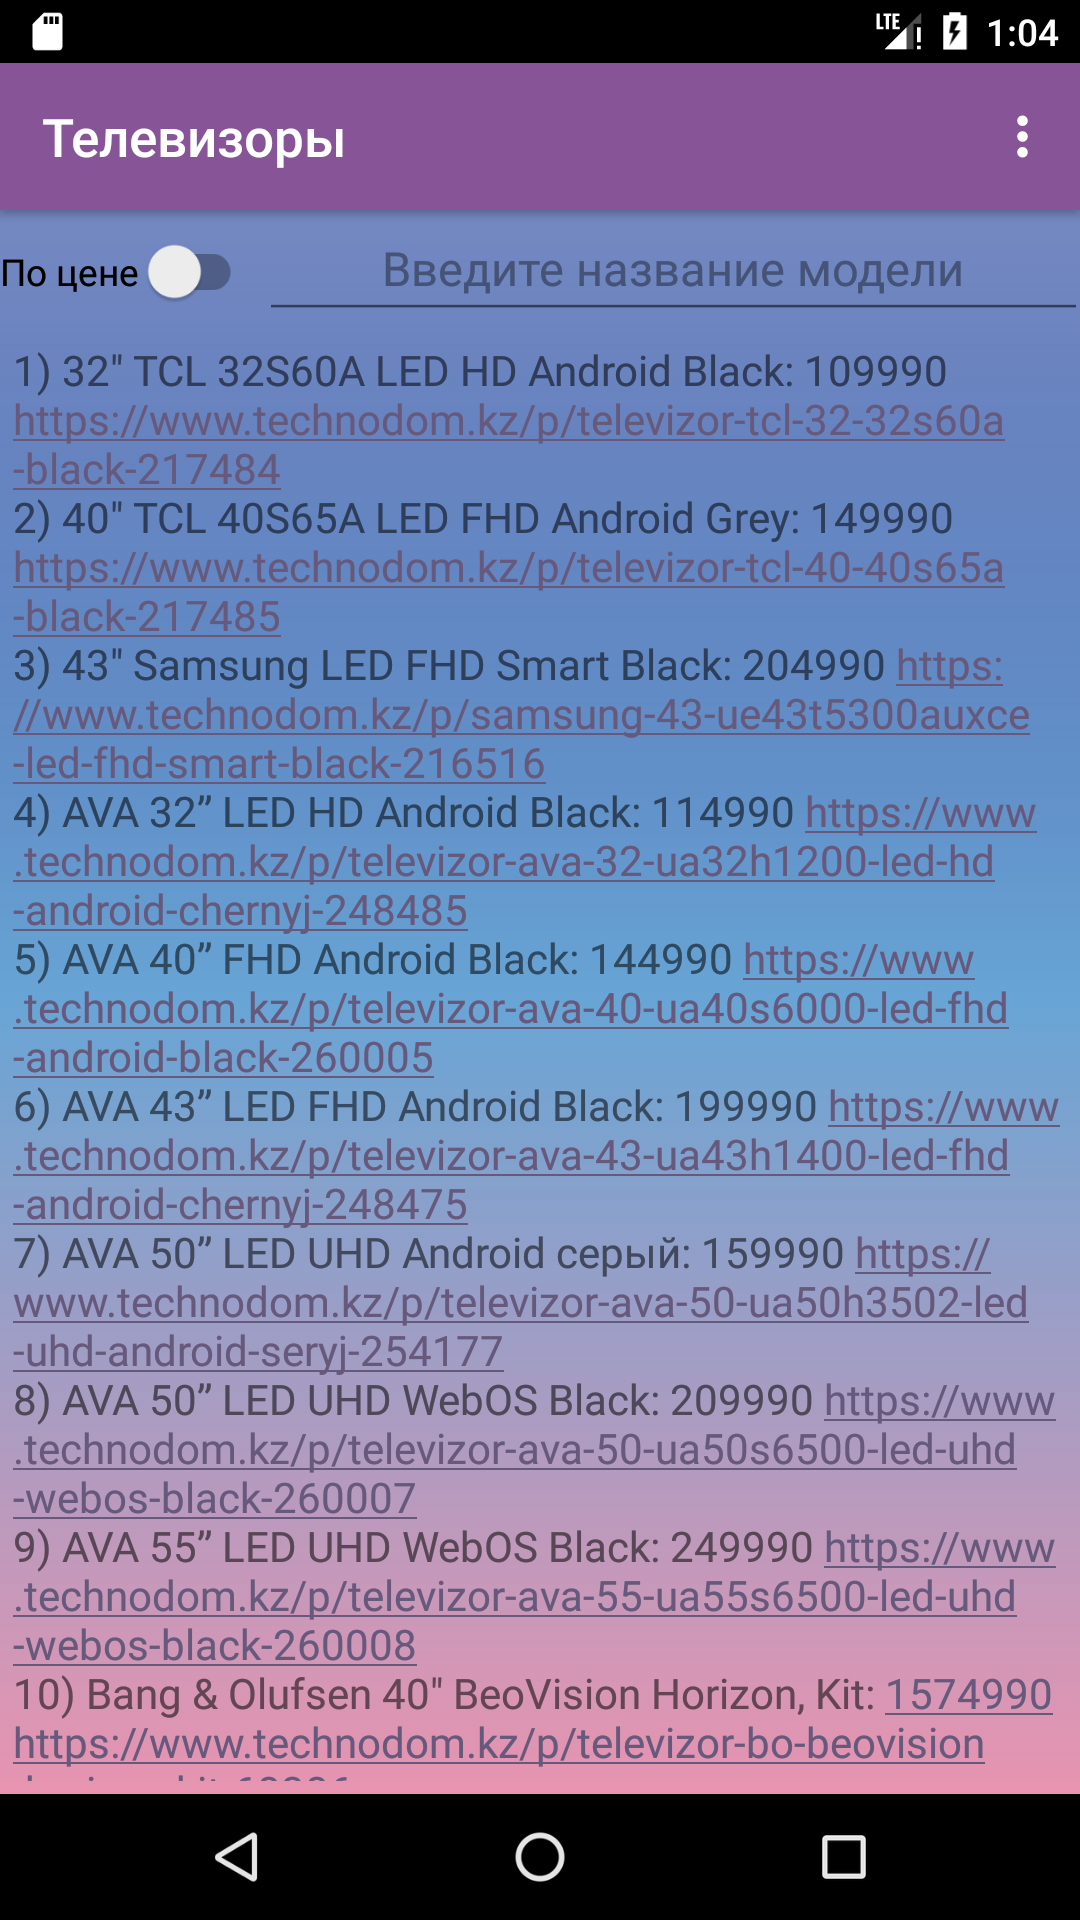 LTE 1:04
Телевизоры
По цене Введите название модели
1) 32" TCL 32S60A LED HD Android Black: 109990
https://www.technodom.kz/p/televizor-tcl-32-32s60a
-black-217484
2) 40" TCL 40S65A LED FHD Android Grey: 149990
https://www.technodom.kz/p/televizor-tcl-40-40s65a
-black-217485
3) 43" Samsung LED FHD Smart Black: 204990 https:
//www.technodom.kz/p/samsung-43-ue43t5300auxce
-led-fhd-smart-black-216516
4) AVA 32” LED HD Android Black: 114990 https://www
.technodom.kz/p/televizor-ava-32-ua32h1200-led-hd
-android-chernyj-248485
5) AVA 40” FHD Android Black: 144990 https://www
.technodom.kz/p/televizor-ava-40-ua40s6000-led-fhd
-android-black-260005
6) AVA 43” LED FHD Android Black: 199990 https://www
.technodom.kz/p/televizor-ava-43-ua43h1400-led-fhd
-android-chernyj-248475
7) AVA 50” LED UHD Android серый: 159990 https://
www.technodom.kz/p/televizor-ava-50-ua50h3502-led
-uhd-android-seryj-254177
8) AVA 50” LED UHD WebOS Black: 209990 https://www
.technodom.kz/p/televizor-ava-50-ua50s6500-led-uhd
-webos-black-260007
9) AVA 55” LED UHD WebOS Black: 249990 https://www
.technodom.kz/p/televizor-ava-55-ua55s6500-led-uhd
-webos-black-260008
10) Bang & Olufsen 40" BeoVision Horizon, Kit: 1574990
https://www.technodom.kz/p/televizor-bo-beovision